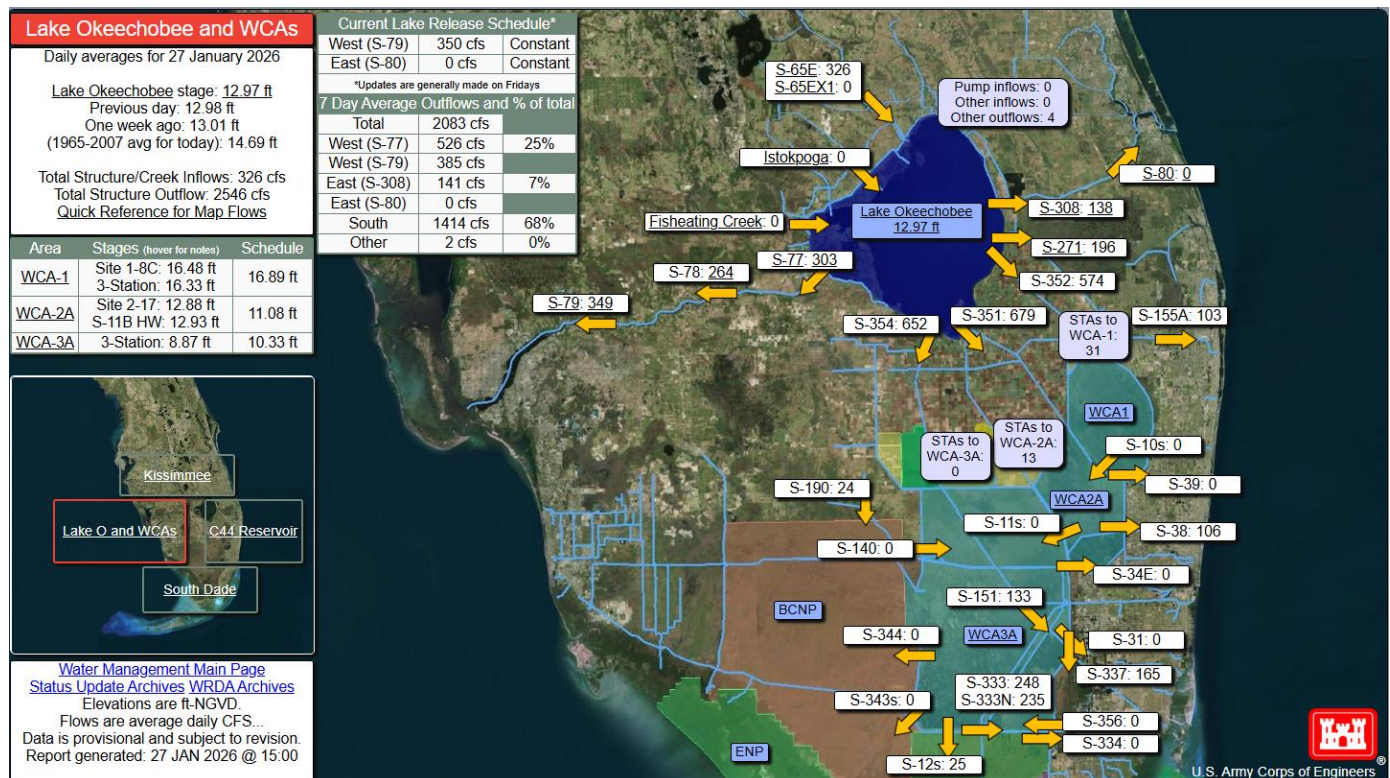 Lake Okeechobee and WCAs
Daily averages for 27 January 2026
Lake Okeechobee stage: 12.97 ft
Previous day: 12.98 ft
One week ago: 13.01 ft
(1965-2007 avg for today): 14.69 ft
Total Structure/Creek Inflows: 326 cfs
Total Structure Outflow: 2546 cfs
Quick Reference for Map Flows
Area Stages (hover for notes) Schedule
WCA-1 Site 1-8C: 16.48 ft 16.89 ft
3-Station: 16.33 ft
WCA-2A Site 2-17: 12.88 ft 11.08 ft
S-11B HW: 12.93 ft
WCA-3A 3-Station: 8.87 ft 10.33 ft
Current Lake Release Schedule*
West (S-79) 350 cfs Constant
East (S-80) 0 cfs Constant
*Updates are generally made on Fridays
7 Day Average Outflows and % of total
Total 2083 cfs
West (S-77) 526 cfs 25%
West (S-79) 385 cfs
East (S-308) 141 cfs 7%
East (S-80) 0 cfs
South 1414 cfs 68%
Other 2 cfs 0%
S-65E: 326
S-65EX1: 0
Pump inflows: 0
Other inflows: 0
Other outflows: 4
Istokpoga: 0
S-80: 0
Fisheating Creek: 0
Lake Okeechobee
12.97 ft
S-308: 138
S-271: 196
S-77: 303
S-78: 264
S-352: 574
S-79: 349
S-354: 652
S-351: 679
STAs to
WCA-1:
31
S-155A: 103
WCA1
STAs to
WCA-3A:
0
STAs to
WCA-2A:
13
S-10s: 0
S-39: 0
S-190: 24
WCA2A
S-11s: 0
S-38: 106
S-140: 0
S-34E: 0
BCNP
S-151: 133
S-344: 0
WCA3A
S-31: 0
S-337: 165
S-333: 248
S-333N: 235
S-343s: 0
S-356: 0
S-334: 0
ENP
S-12s: 25
Kissimmee
Lake O and WCAs
C44 Reservoir
South Dade
Water Management Main Page
Status Update Archives WRDA Archives
Elevations are ft-NGVD.
Flows are average daily CFS...
Data is provisional and subject to revision.
Report generated: 27 JAN 2026 @ 15:00
U.S. Army Corps of Engineers®